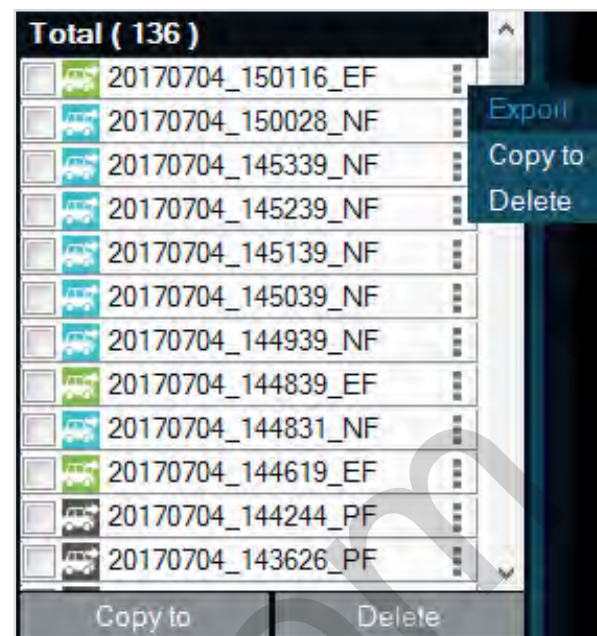 Total ( 136 )
20170704_150116_EF
20170704_150028_NF
20170704_145339_NF
20170704_145239_NF
20170704_145139_NF
20170704_145039_NF
20170704_144939_NF
20170704_144839_EF
20170704_144831_NF
20170704_144619_EF
20170704_144244_PF
20170704_143626_PF
Copy to Delete
Export
Copy to
Delete